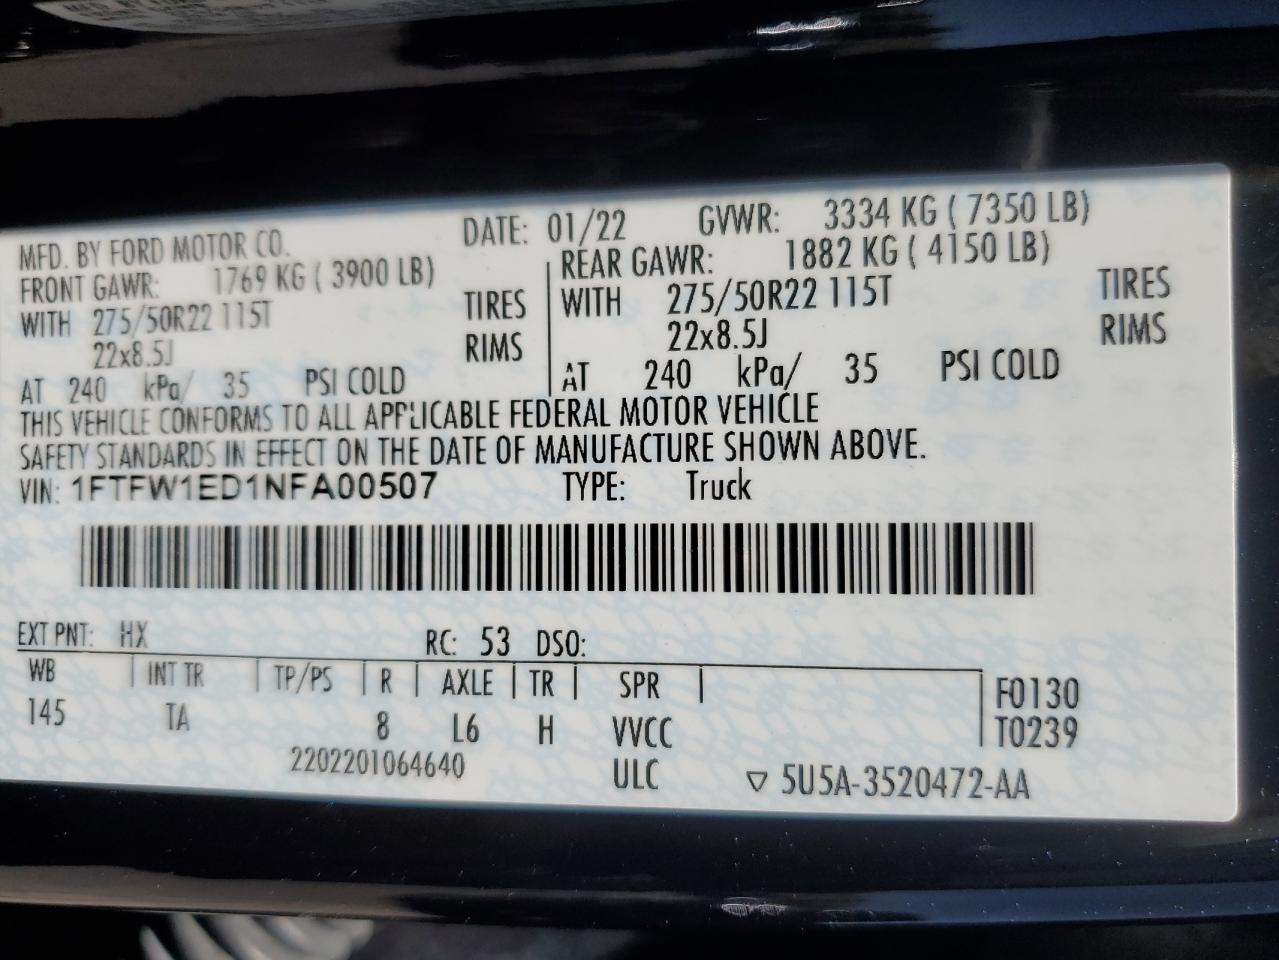 MFD. BY FORD MOTOR CO. DATE: 01/22 GVWR: 3334 KG ( 7350 LB)
FRONT GAWR: 1769 KG ( 3900 LB) REAR GAWR: 1882 KG ( 4150 LB)
WITH 275/50R22 115T TIRES WITH 275/50R22 115T TIRES
22x8.5J RIMS 22x8.5J RIMS
AT 240 kPa/ 35 PSI COLD AT 240 kPa/ 35 PSI COLD
THIS VEHICLE CONFORMS TO ALL APPLICABLE FEDERAL MOTOR VEHICLE
SAFETY STANDARDS IN EFFECT ON THE DATE OF MANUFACTURE SHOWN ABOVE.
VIN: 1FTFW1ED1NFA00507 TYPE: Truck
EXT PNT: HX RC: 53 DSO:
WB INT TR TP/PS R AXLE TR SPR F0130
145 TA 8 L6 H VVCC T0239
2202201064640 ULC ▽ 5U5A-3520472-AA